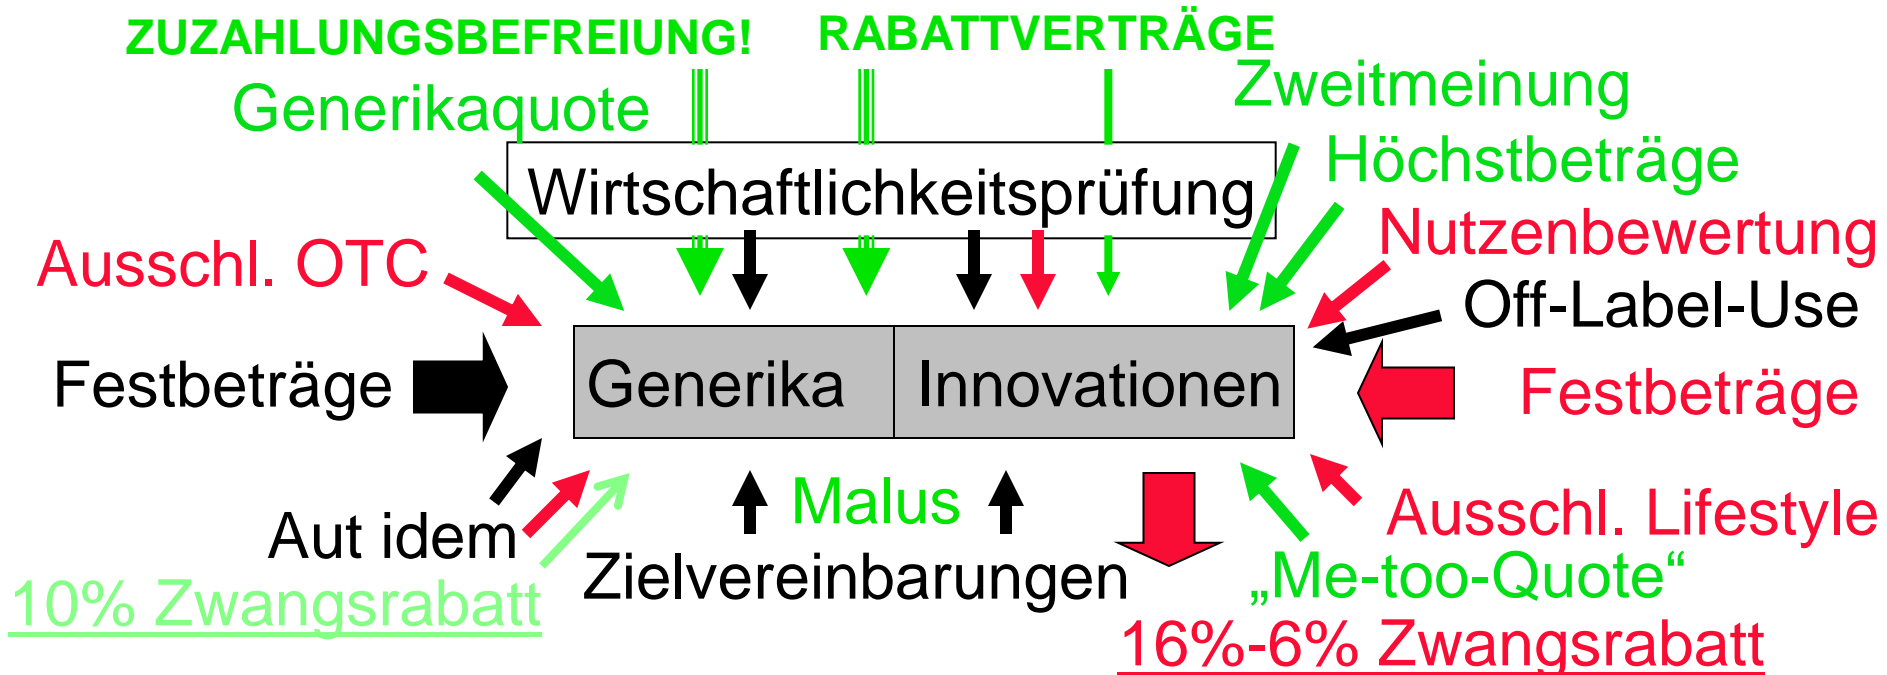 ZUZAHLUNGSBEFREIUNG!
RABATTVERTRÄGE
Generikaquote
Zweitmeinung
Höchstbeträge
Wirtschaftlichkeitsprüfung
Nutzenbewertung
Ausschl. OTC
Off-Label-Use
Festbeträge
Generika
Innovationen
Festbeträge
Malus
Ausschl. Lifestyle
Aut idem
Zielvereinbarungen
„Me-too-Quote“
10% Zwangsrabatt
16%-6% Zwangsrabatt